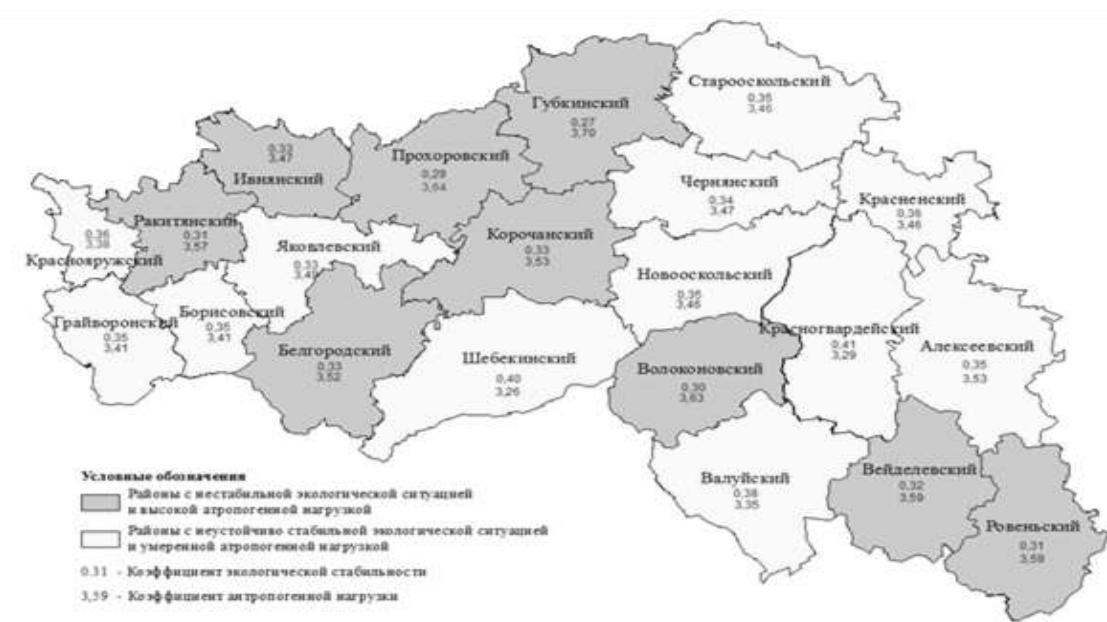 Старооскольский
0,35
3,46
Губкинский
0,27
3,70
Прохоровский
0,29
3,64
0,33
3,47
Ивнянский
Чернянский
0,34
3,47
Красненский
0,36
3,46
Ракитянский
0,31
3,57
0,36
3,38
Краснояружский
Яковлевский
0,33
Корочанский
0,33
3,53
Новооскольский
0,35
3,46
Грайворонский
0,35
3,41
Борисовский
0,35
3,41
Белгородский
0,33
3,52
Шебекинский
0,40
3,26
Волоконовский
0,30
3,63
Красногвардейский
0,41
3,29
Алексеевский
0,35
3,53
Валуйский
0,38
3,35
Вейделевский
0,32
3,59
Ровеньский
0,31
3,59
Условные обозначения
Районы с нестабильной экологической ситуацией
и высокой атропогенной нагрузкой
Районы с неустойчиво стабильной экологической ситуацией
и умеренной атропогенной нагрузкой
0.31 - Коэффициент экологической стабильности
3,59 - Коэффициент антропогенной нагрузки